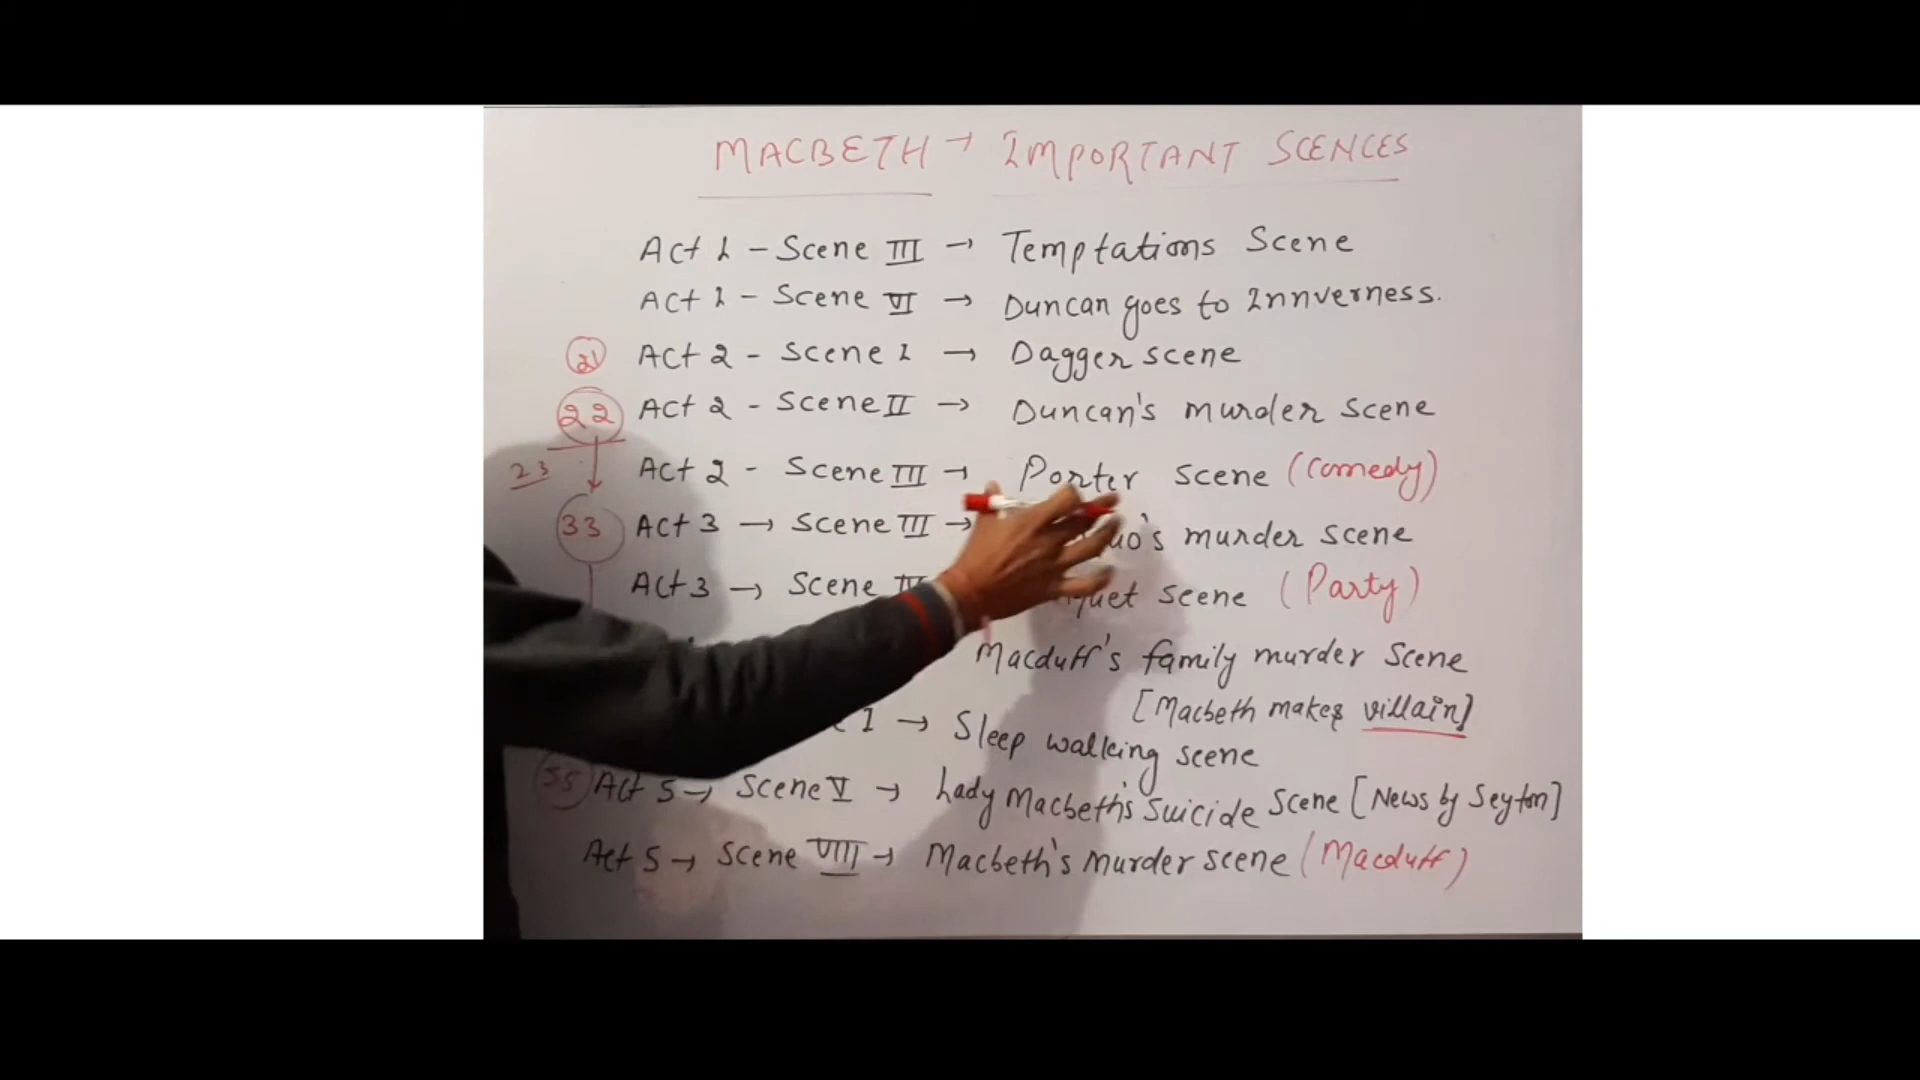 MACBETH → IMPORTANT SCENCES
Act 1 - Scene III → Temptations Scene
Act 1 - Scene VI → Duncan goes to Innverness.
21 Act 2 - Scene 1 → Dagger scene
22 Act 2 - Scene II → Duncan's murder scene
23 Act 2 - Scene III → Porter scene (Comedy)
33 Act 3 → Scene III → murder scene
Act 3 → Scene scene (Party)
Macduff's family murder scene
[Macbeth makes villain]
1 → Sleep walking scene
55 Act 5 → Scene V → Lady Macbeth's suicide scene [News by Seyton]
Act 5 → Scene VIII → Macbeth's murder scene (Macduff)